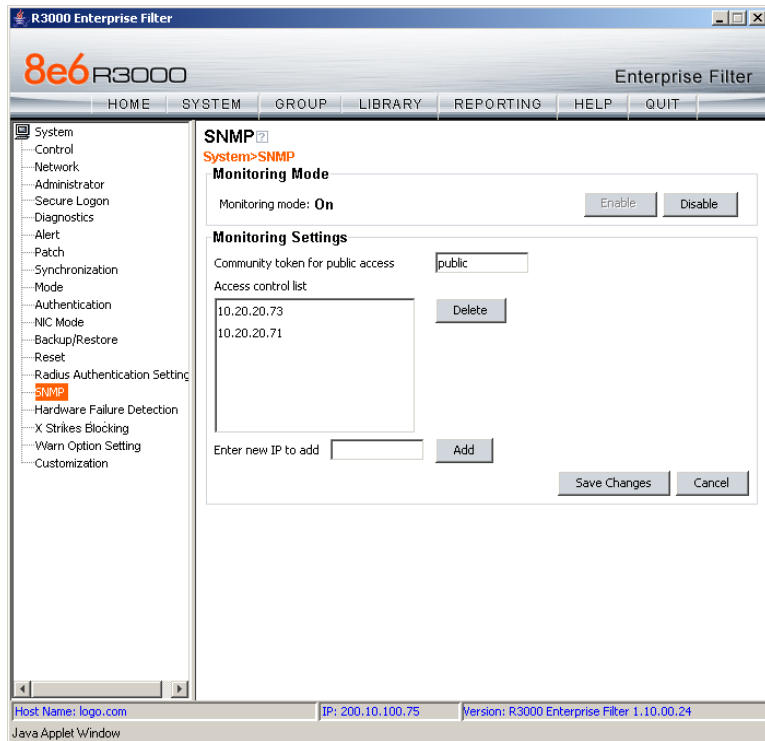 R3000 Enterprise Filter
8e6 R3000
Enterprise Filter
HOME SYSTEM GROUP LIBRARY REPORTING HELP QUIT
System
Control
Network
Administrator
Secure Logon
Diagnostics
Alert
Patch
Synchronization
Mode
Authentication
NIC Mode
Backup/Restore
Reset
Radius Authentication Setting
SNMP
Hardware Failure Detection
X Strikes Blocking
Warn Option Setting
Customization
SNMP ?
System>SNMP
Monitoring Mode
Monitoring mode: On
Enable
Disable
Monitoring Settings
Community token for public access
public
Access control list
10.20.20.73
10.20.20.71
Delete
Enter new IP to add
Add
Save Changes
Cancel
Host Name: logo.com
IP: 200.10.100.75
Version: R3000 Enterprise Filter 1.10.00.24
Java Applet Window